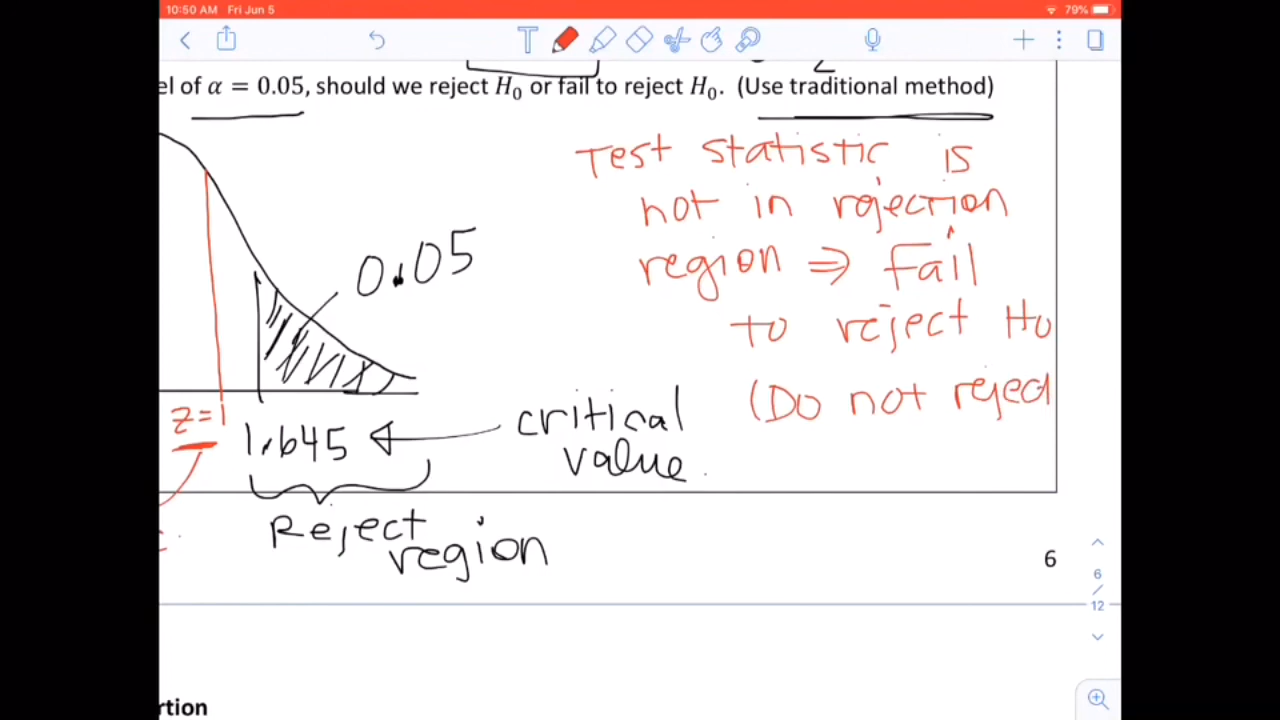 10:50 AM Fri Jun 5
79%
el of α = 0.05, should we reject H₀ or fail to reject H₀. (Use traditional method)
Test statistic is
not in rejection
region ⇒ Fail
to reject H₀
(Do not reject
0.05
z=1
1.645
critical
value
Reject
region
6
6
/
12
rtion